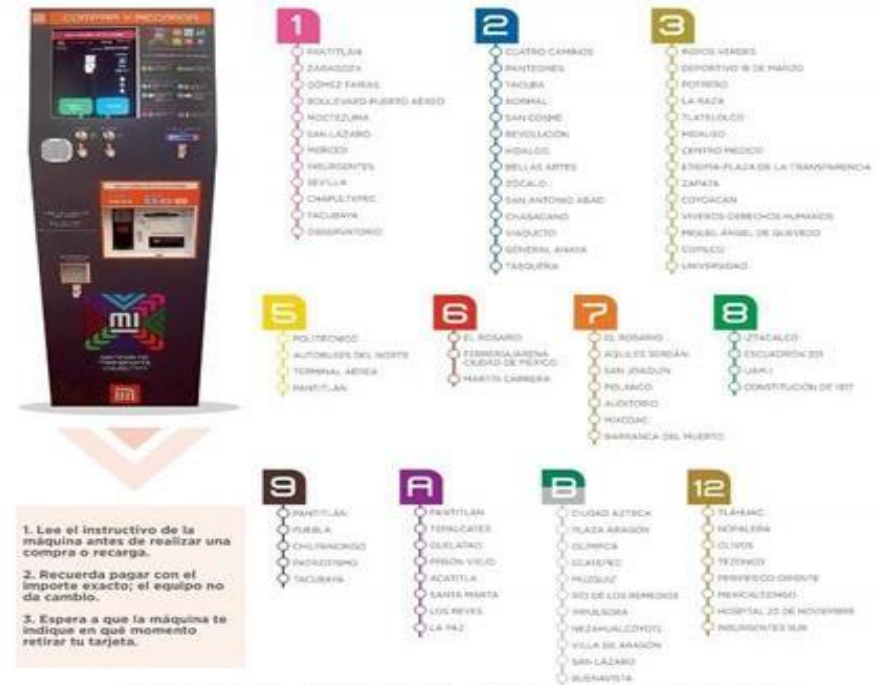 COMPRA Y RECARGA
MI
SISTEMA DE
TRANSPORTE
COLECTIVO
1. Lee el instructivo de la
máquina antes de realizar una
compra o recarga.
2. Recuerda pagar con el
importe exacto; el equipo no
da cambio.
3. Espera a que la máquina te
indique en qué momento
retirar tu tarjeta.
1
PANTITLÁN
ZARAGOZA
GÓMEZ FARÍAS
BOULEVARD PUERTO AÉREO
MOCTEZUMA
SAN LÁZARO
MERCED
INSURGENTES
SEVILLA
CHAPULTEPEC
TACUBAYA
OBSERVATORIO
2
CUATRO CAMINOS
PANTEONES
TACUBA
NORMAL
SAN COSME
REVOLUCIÓN
HIDALGO
BELLAS ARTES
ZÓCALO
SAN ANTONIO ABAD
CHABACANO
VIADUCTO
GENERAL ANAYA
TASQUEÑA
3
INDIOS VERDES
DEPORTIVO 18 DE MARZO
POTRERO
LA RAZA
TLATELOLCO
HIDALGO
CENTRO MÉDICO
ETIOPÍA-PLAZA DE LA TRANSPARENCIA
ZAPATA
COYOACÁN
VIVEROS-DERECHOS HUMANOS
MIGUEL ÁNGEL DE QUEVEDO
COPILCO
UNIVERSIDAD
5
POLITÉCNICO
AUTOBUSES DEL NORTE
TERMINAL AÉREA
PANTITLÁN
6
EL ROSARIO
FERRERÍA/ARENA
CIUDAD DE MÉXICO
MARTÍN CARRERA
7
EL ROSARIO
AQUILES SERDÁN
SAN JOAQUÍN
POLANCO
AUDITORIO
MIXCOAC
BARRANCA DEL MUERTO
8
IZTACALCO
ESCUADRÓN 201
UAM-I
CONSTITUCIÓN DE 1917
9
PANTITLÁN
PUEBLA
CHILPANCINGO
PATRIOTISMO
TACUBAYA
A
PANTITLÁN
TEPALCATES
GUELATAO
PEÑÓN VIEJO
ACATITLA
SANTA MARTA
LOS REYES
LA PAZ
B
CIUDAD AZTECA
PLAZA ARAGÓN
OLÍMPICA
ECATEPEC
MÚZQUIZ
RÍO DE LOS REMEDIOS
IMPULSORA
NEZAHUALCÓYOTL
VILLA DE ARAGÓN
SAN LÁZARO
BUENAVISTA
12
TLÁHUAC
NOPALERA
OLIVOS
TEZONCO
PERIFÉRICO ORIENTE
MEXICALTZINGO
HOSPITAL 20 DE NOVIEMBRE
INSURGENTES SUR